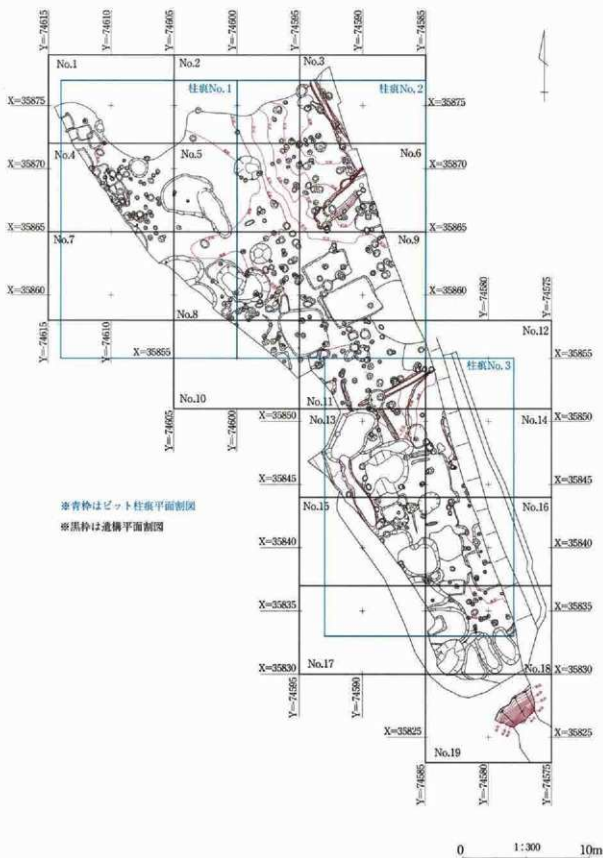 Y=-74615
Y=-74610
Y=-74605
Y=-74600
Y=-74595
Y=-74590
Y=-74585
No.1
No.2
No.3
柱痕No.1
柱痕No.2
X=35875
X=35875
No.4
No.5
No.6
X=35870
X=35870
X=35865
X=35865
No.7
No.9
X=35860
X=35860
Y=-74580
Y=-74575
No.8
No.12
Y=-74615
Y=-74610
X=35855
柱痕No.3
X=35855
No.10
No.11
Y=-74605
Y=-74600
X=35850
No.13
No.14
X=35850
X=35845
X=35845
※青枠はピット柱痕平面割図
※黒枠は遺構平面割図
No.15
No.16
X=35840
X=35840
X=35835
X=35835
X=35830
No.17
No.18
X=35830
Y=-74595
Y=-74590
X=35825
X=35825
No.19
Y=-74585
Y=-74580
Y=-74575
0 1:300 10m